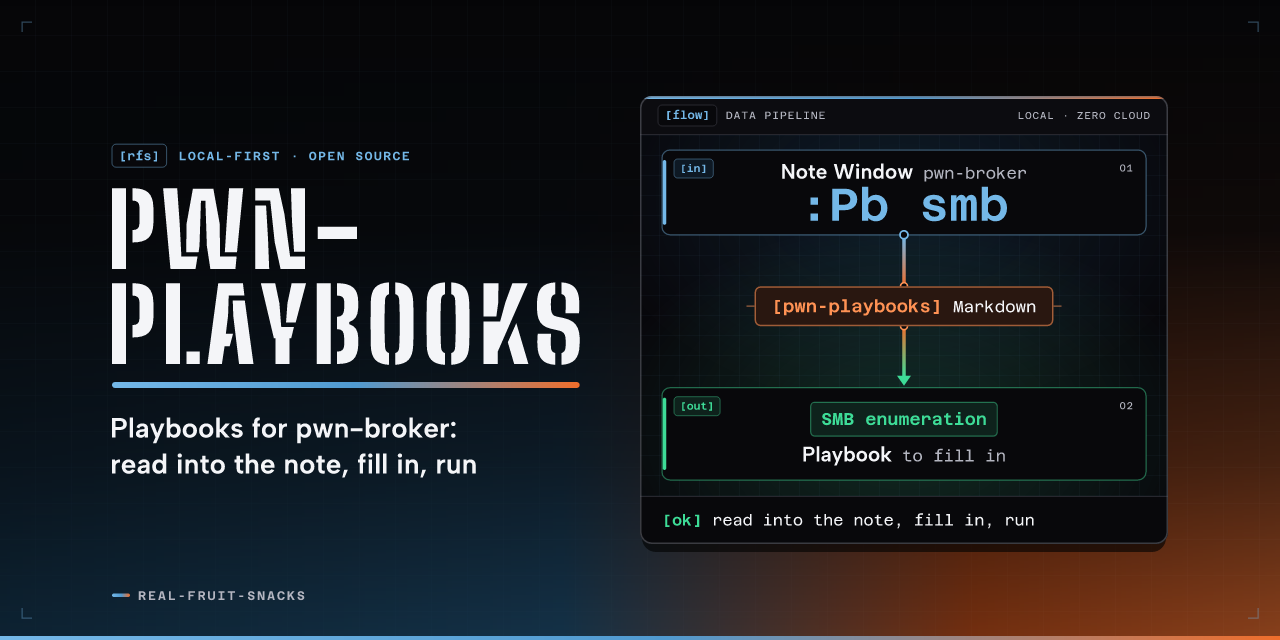 [rfs] LOCAL-FIRST · OPEN SOURCE
PWN-
PLAYBOOKS
Playbooks for pwn-broker:
read into the note, fill in, run
REAL-FRUIT-SNACKS
[flow] DATA PIPELINE LOCAL · ZERO CLOUD
[in] Note Window pwn-broker 01
:Pb smb
[pwn-playbooks] Markdown
[out] SMB enumeration 02
Playbook to fill in
[ok] read into the note, fill in, run